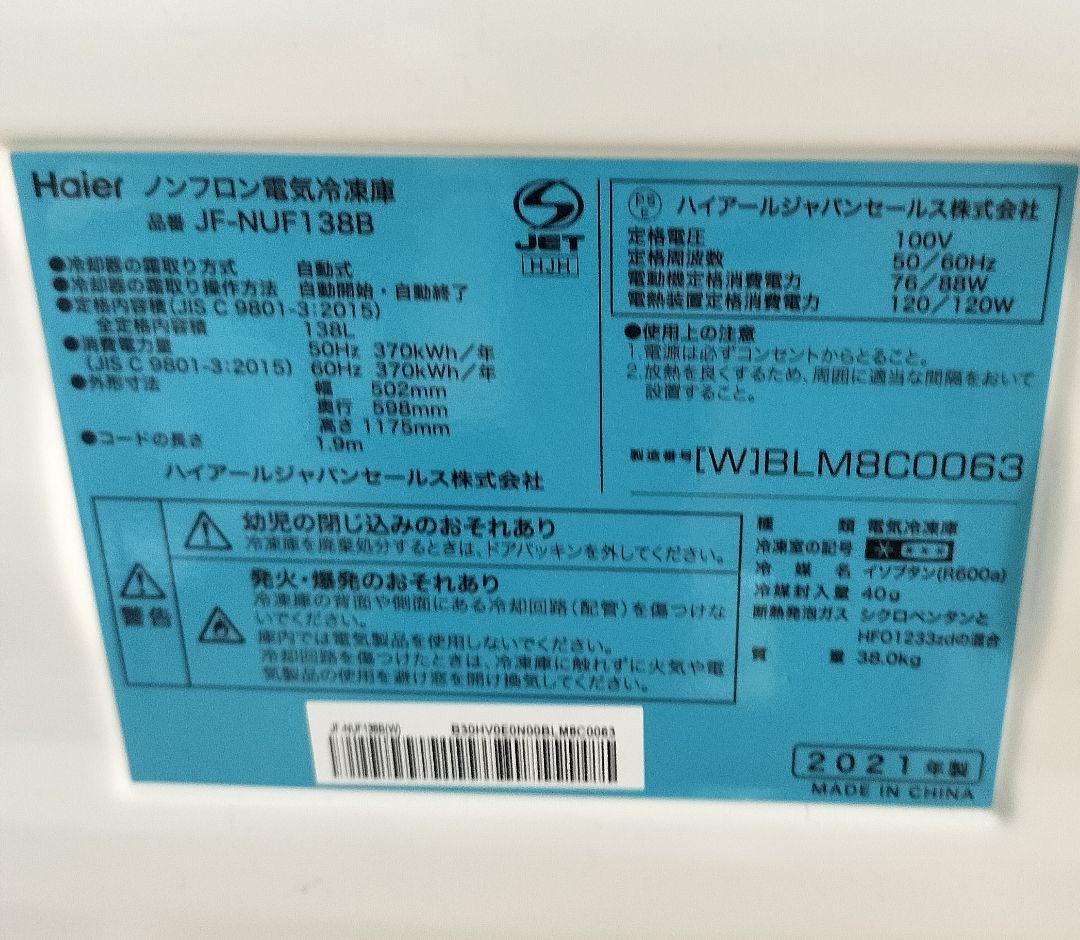 Haier ノンフロン電気冷凍庫
品番 JF-NUF138B
●冷却器の霜取り方式 自動式
●冷却器の霜取り操作方法 自動開始・自動終了
●定格内容積(JIS C 9801-3:2015)
全定格内容積 138L
●消費電力量 50Hz 370kWh/年
(JIS C 9801-3:2015) 60Hz 370kWh/年
●外形寸法 幅 502mm
奥行 598mm
高さ 1175mm
●コードの長さ 1.9m
ハイアールジャパンセールス株式会社
JET
HJH
PS
E ハイアールジャパンセールス株式会社
定格電圧 100V
定格周波数 50/60Hz
電動機定格消費電力 76/88W
電熱装置定格消費電力 120/120W
●使用上の注意
1.電源は必ずコンセントからとること。
2.放熱を良くするため、周囲に適当な間隔をおいて
設置すること。
製造番号 [W]BLM8C0063
警告
幼児の閉じ込みのおそれあり
冷凍庫を廃棄処分するときは、ドアパッキンを外してください。
発火・爆発のおそれあり
冷凍庫の背面や側面にある冷却回路(配管)を傷つけな
いでください。
庫内では電気製品を使用しないでください。
冷却回路を傷つけたときは、冷凍庫に触れずに火気や電
気製品の使用を避け窓を開け換気してください。
種類 電気冷凍庫
冷凍室の記号 * ***
冷媒名 イソブタン(R600a)
冷媒封入量 40g
断熱発泡ガス シクロペンタンと
HFO1233zdの混合
質量 38.0kg
JF-NUF138B(W) B30HV0E0N00BLM8C0063
2021年製
MADE IN CHINA